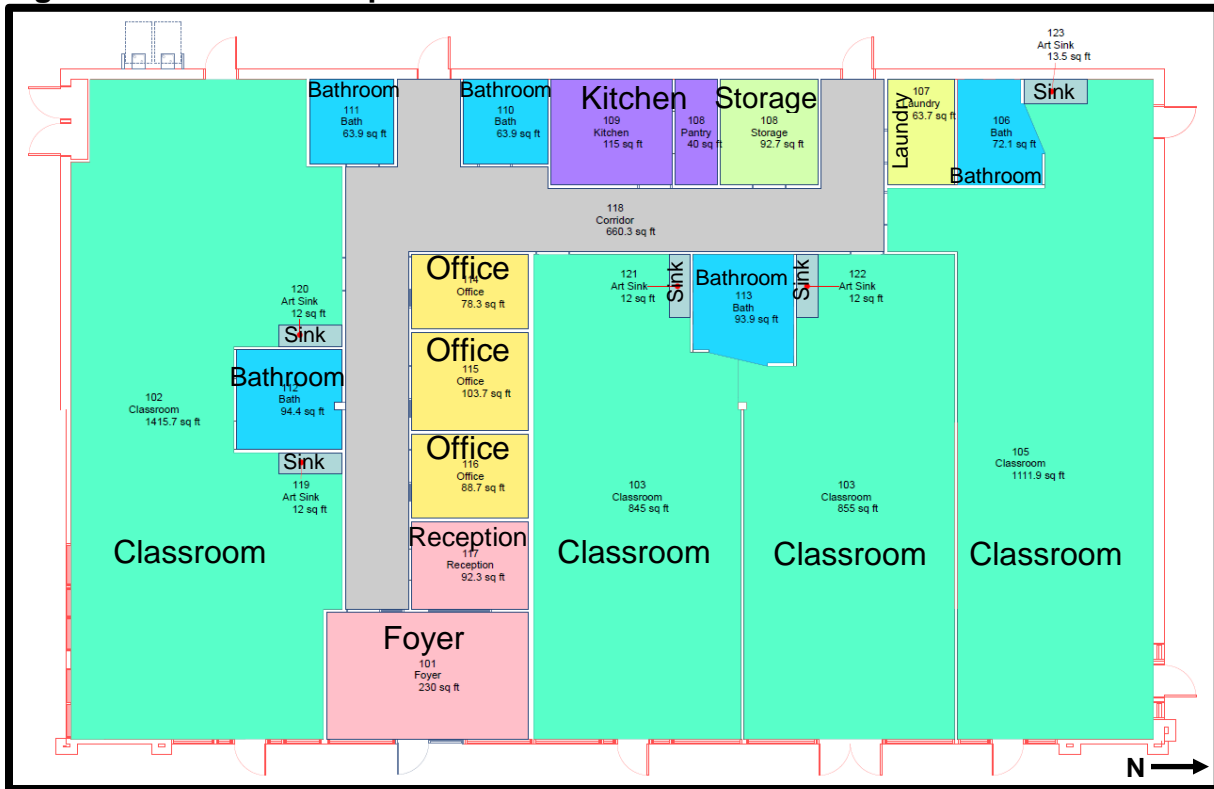 123
Art Sink
13.5 sq ft
Bathroom
111
Bath
63.9 sq ft
Bathroom
110
Bath
63.9 sq ft
Kitchen
109
Kitchen
115 sq ft
108
Pantry
40 sq ft
Storage
108
Storage
92.7 sq ft
Laundry
107
Laundry
63.7 sq ft
106
Bath
72.1 sq ft
Bathroom
Sink
118
Corridor
660.3 sq ft
Office
114
Office
78.3 sq ft
121
Art Sink
12 sq ft
Sink
Bathroom
113
Bath
93.9 sq ft
Sink
122
Art Sink
12 sq ft
120
Art Sink
12 sq ft
Sink
Office
115
Office
103.7 sq ft
Bathroom
112
Bath
94.4 sq ft
102
Classroom
1415.7 sq ft
Office
116
Office
88.7 sq ft
Sink
119
Art Sink
12 sq ft
103
Classroom
845 sq ft
103
Classroom
855 sq ft
105
Classroom
1111.9 sq ft
Reception
117
Reception
92.3 sq ft
Classroom
Classroom
Classroom
Classroom
Foyer
101
Foyer
230 sq ft
N